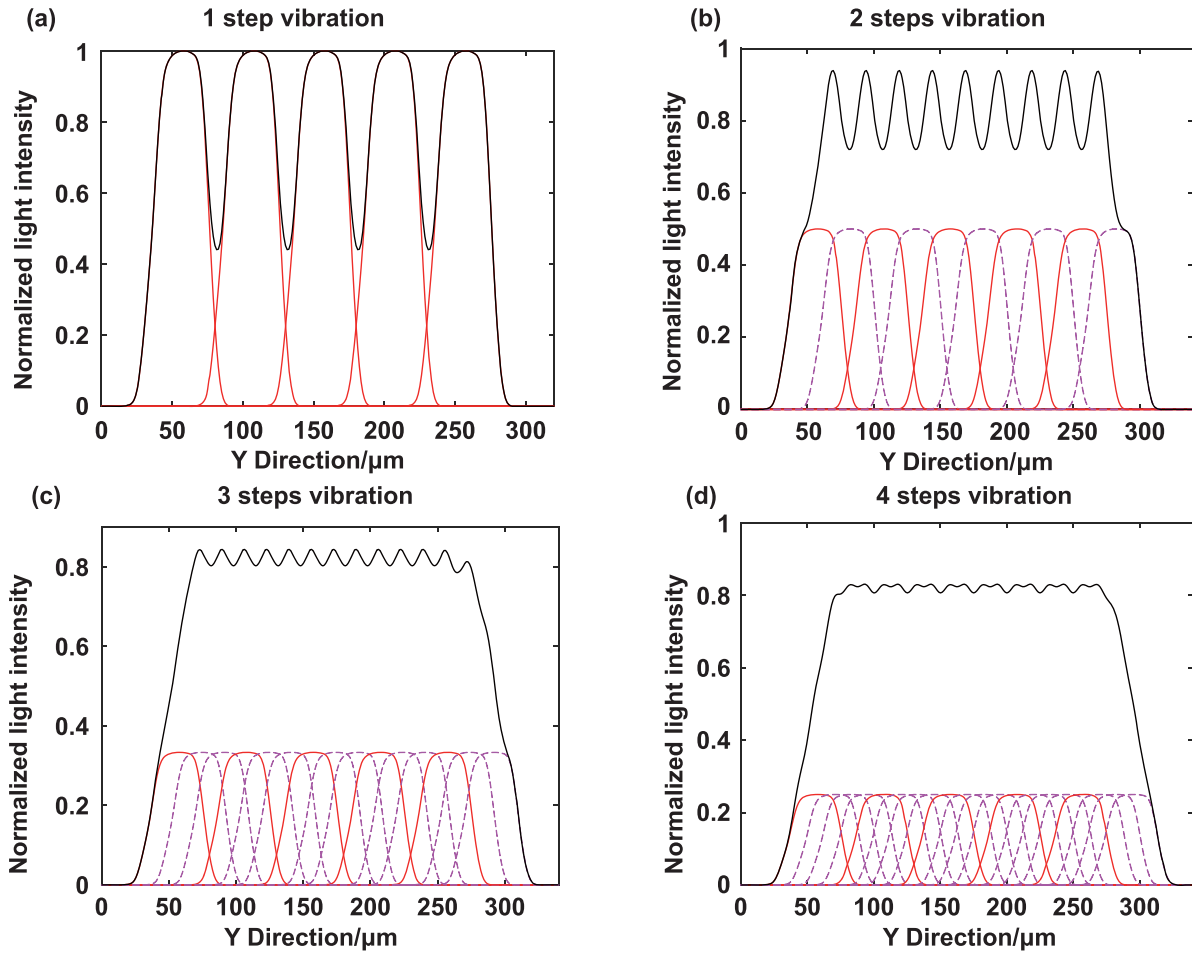 (a) 1 step vibration
1
0.8
0.6
0.4
0.2
0
0 50 100 150 200 250 300
Y Direction/μm
Normalized light intensity
(b) 2 steps vibration
1
0.8
0.6
0.4
0.2
0
0 50 100 150 200 250 300
Y Direction/μm
Normalized light intensity
(c) 3 steps vibration
0.8
0.6
0.4
0.2
0
0 50 100 150 200 250 300
Y Direction/μm
Normalized light intensity
(d) 4 steps vibration
1
0.8
0.6
0.4
0.2
0
0 50 100 150 200 250 300
Y Direction/μm
Normalized light intensity